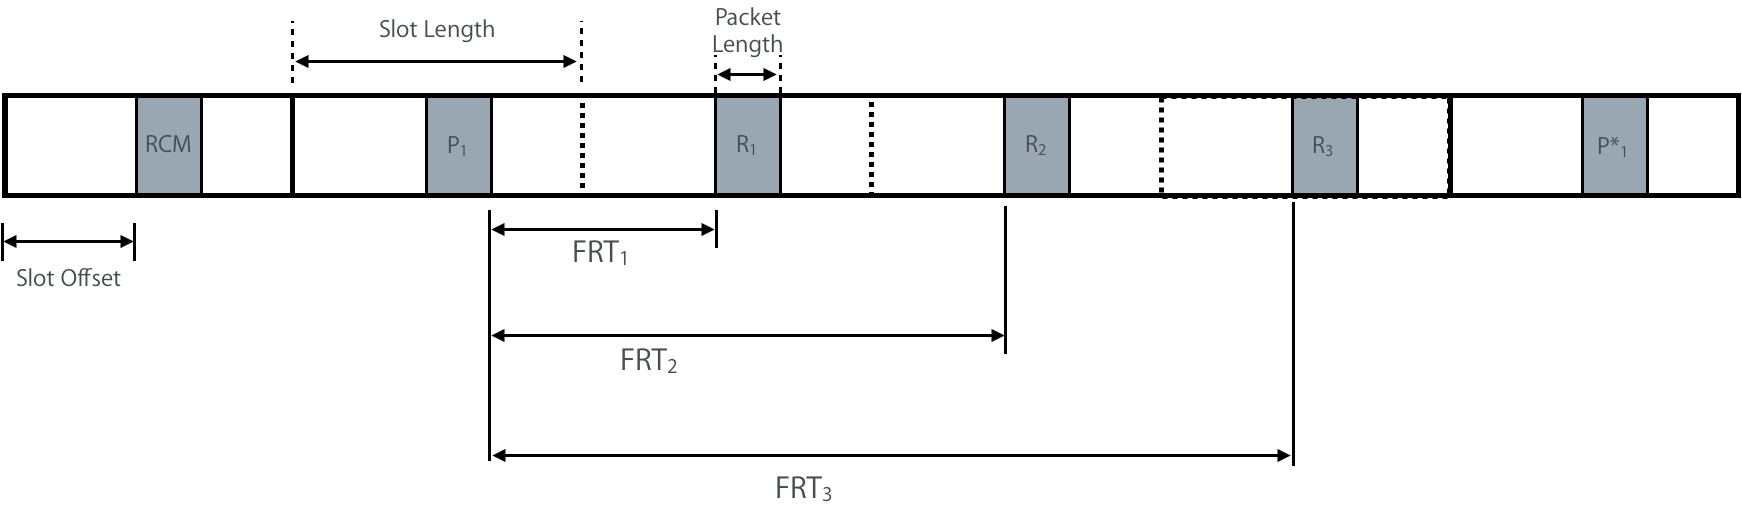 Slot Length
Packet
Length
RCM
P₁
R₁
R₂
R₃
P*₁
Slot Offset
FRT₁
FRT₂
FRT₃